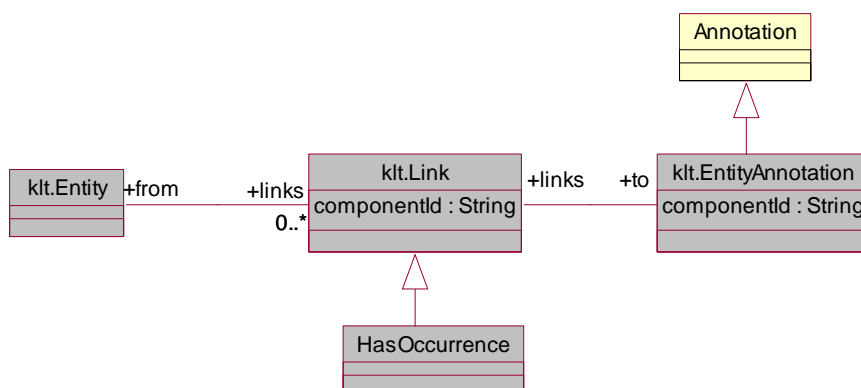 Annotation
klt.Entity
+from
+links
0..*
klt.Link
componentId : String
+links
+to
klt.EntityAnnotation
componentId : String
HasOccurrence